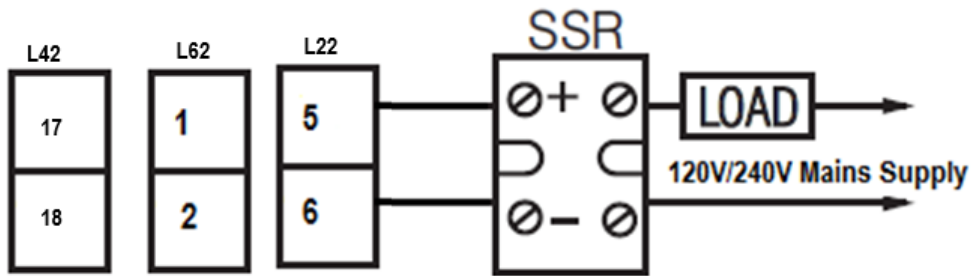 SSR
L42
L62
L22
17
1
5
+
LOAD
120V/240V Mains Supply
18
2
6
−